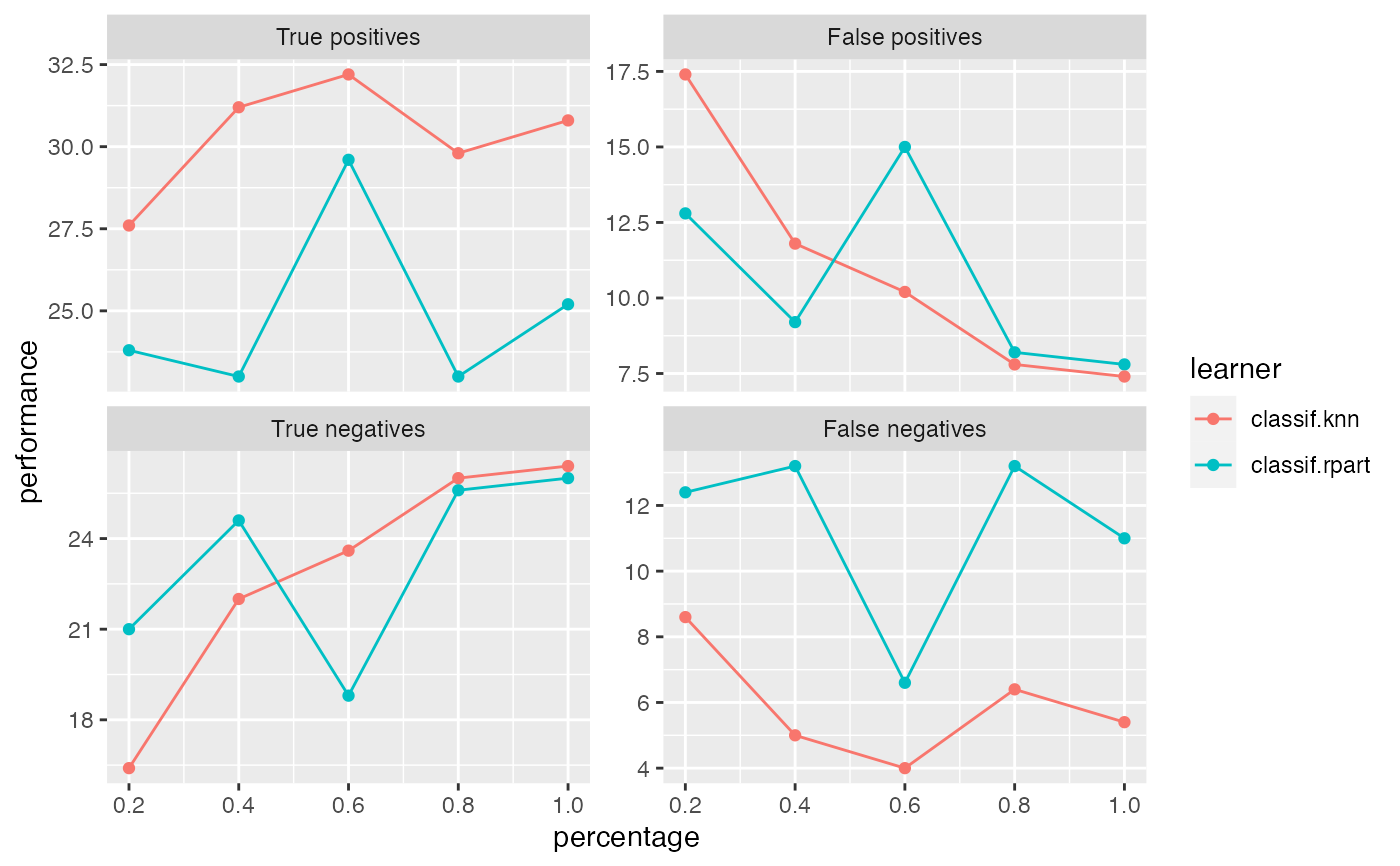 True positives
False positives
32.5
30.0
27.5
25.0
17.5
15.0
12.5
10.0
7.5
performance
True negatives
False negatives
24
21
18
12
10
8
6
4
0.2 0.4 0.6 0.8 1.0
0.2 0.4 0.6 0.8 1.0
percentage
learner
classif.knn
classif.rpart